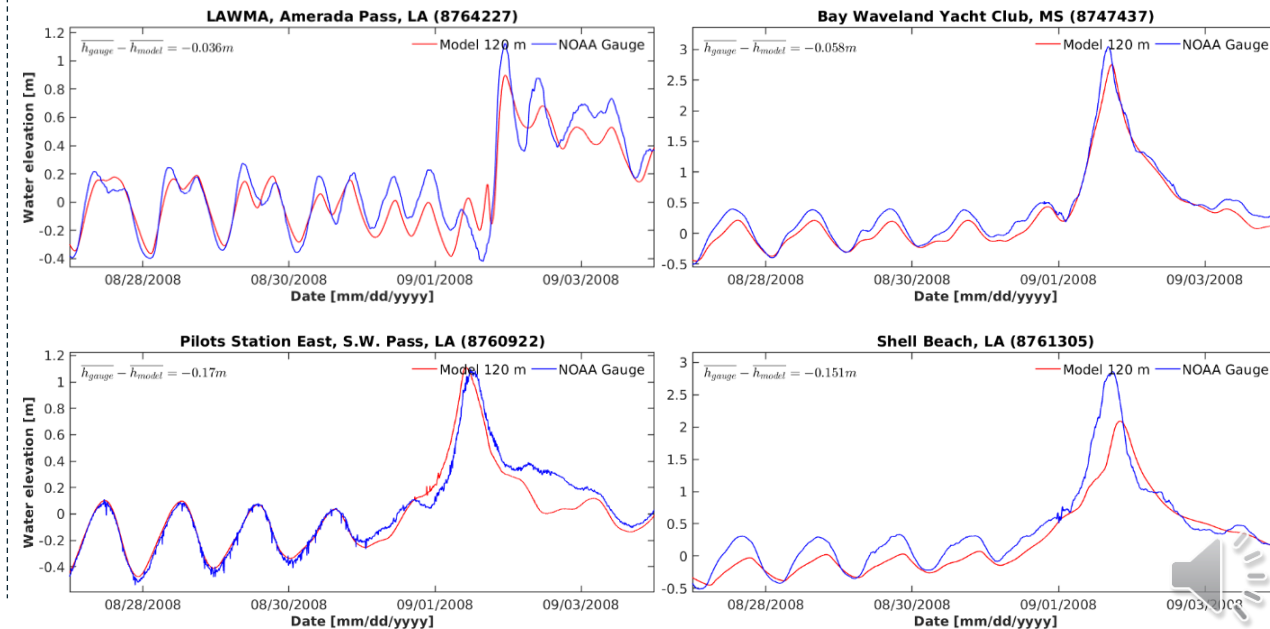 LAWMA, Amerada Pass, LA (8764227)
h̅g̅a̅u̅g̅e̅ − h̅m̅o̅d̅e̅l̅ = −0.036m
Model 120 m NOAA Gauge
1.2
1
0.8
0.6
0.4
0.2
0
-0.2
-0.4
Water elevation [m]
08/28/2008 08/30/2008 09/01/2008 09/03/2008
Date [mm/dd/yyyy]
Bay Waveland Yacht Club, MS (8747437)
h̅g̅a̅u̅g̅e̅ − h̅m̅o̅d̅e̅l̅ = −0.058m
Model 120 m NOAA Gauge
3
2.5
2
1.5
1
0.5
0
-0.5
08/28/2008 08/30/2008 09/01/2008 09/03/2008
Date [mm/dd/yyyy]
Pilots Station East, S.W. Pass, LA (8760922)
h̅g̅a̅u̅g̅e̅ − h̅m̅o̅d̅e̅l̅ = −0.17m
Model 120 m NOAA Gauge
1.2
1
0.8
0.6
0.4
0.2
0
-0.2
-0.4
Water elevation [m]
08/28/2008 08/30/2008 09/01/2008 09/03/2008
Date [mm/dd/yyyy]
Shell Beach, LA (8761305)
h̅g̅a̅u̅g̅e̅ − h̅m̅o̅d̅e̅l̅ = −0.151m
Model 120 m NOAA Gauge
3
2.5
2
1.5
1
0.5
0
-0.5
08/28/2008 08/30/2008 09/01/2008 09/03/2008
Date [mm/dd/yyyy]